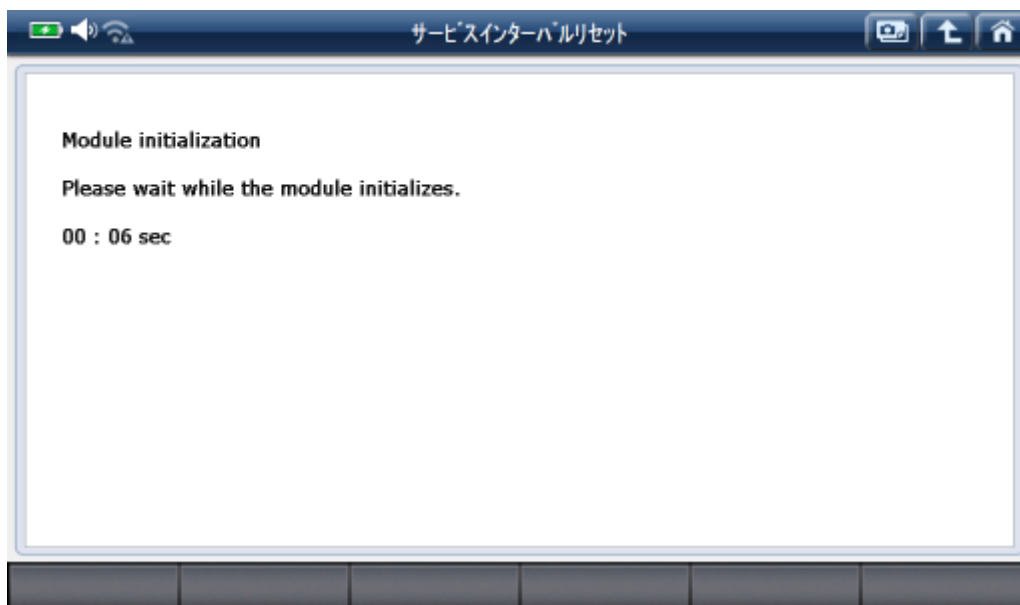 サービスインターバルリセット
Module initialization
Please wait while the module initializes.
00 : 06 sec